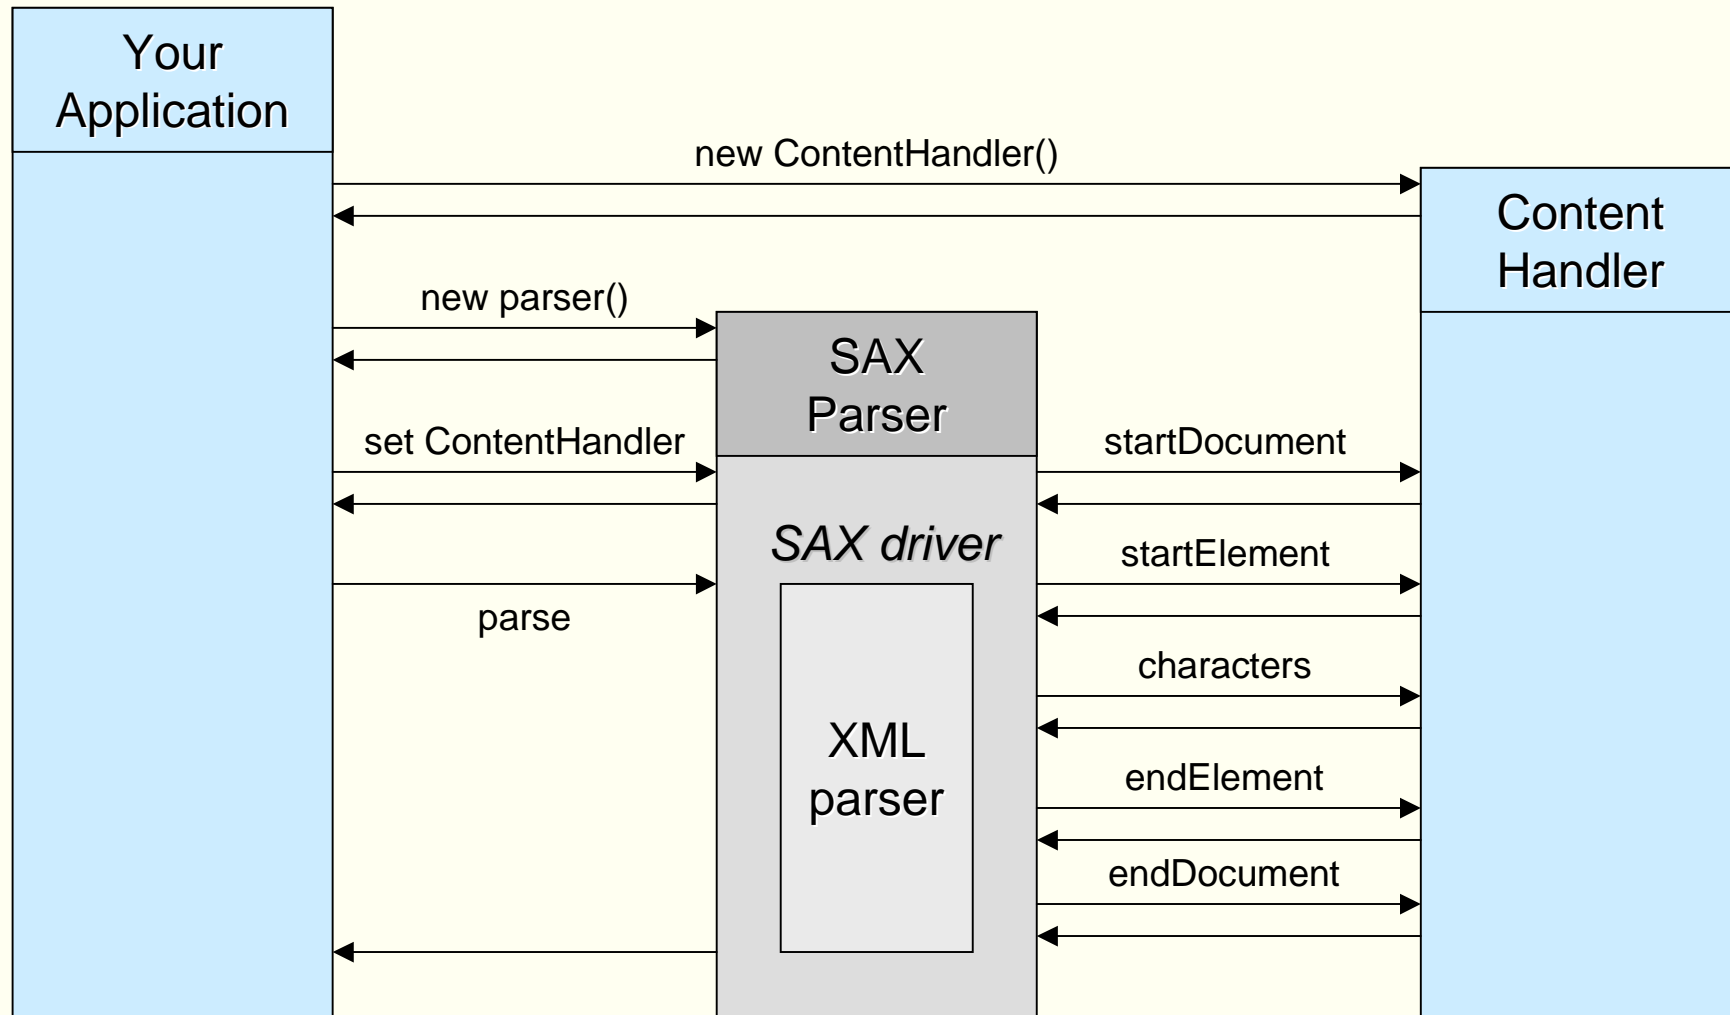 Your
Application
new ContentHandler()
Content
Handler
new parser()
SAX
Parser
set ContentHandler
startDocument
SAX driver
startElement
parse
characters
XML
parser
endElement
endDocument